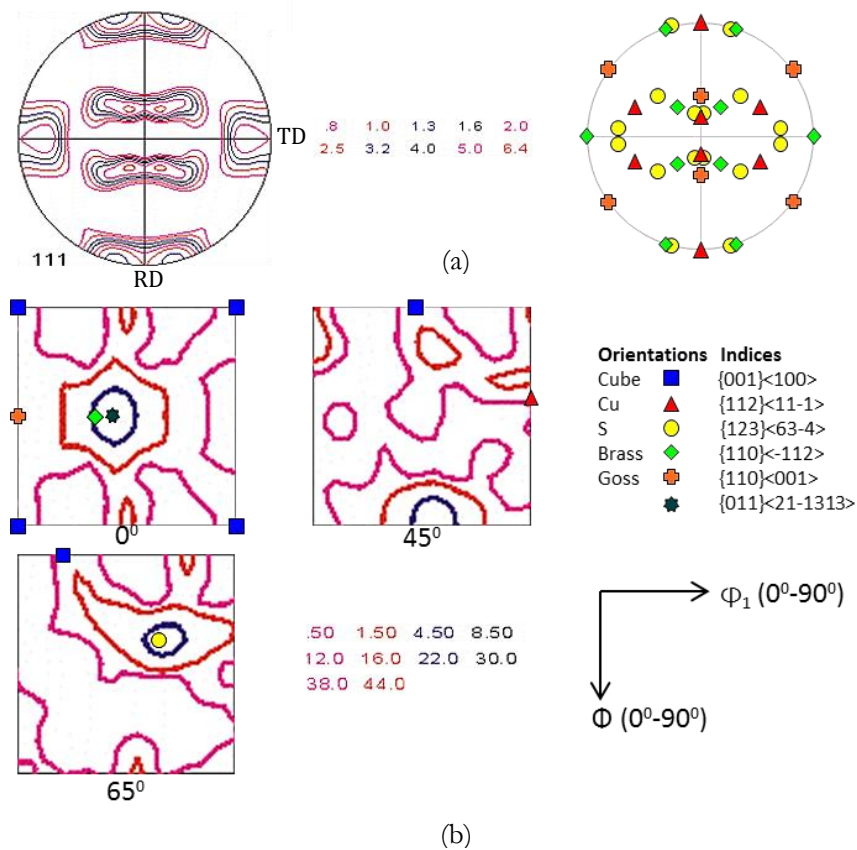 TD
.8 1.0 1.3 1.6 2.0
2.5 3.2 4.0 5.0 6.4
111
RD
(a)
0⁰
45⁰
Orientations Indices
Cube {001}<100>
Cu {112}<11-1>
S {123}<63-4>
Brass {110}<-112>
Goss {110}<001>
{011}<21-1313>
65⁰
.50 1.50 4.50 8.50
12.0 16.0 22.0 30.0
38.0 44.0
Φ₁ (0⁰-90⁰)
Φ (0⁰-90⁰)
(b)